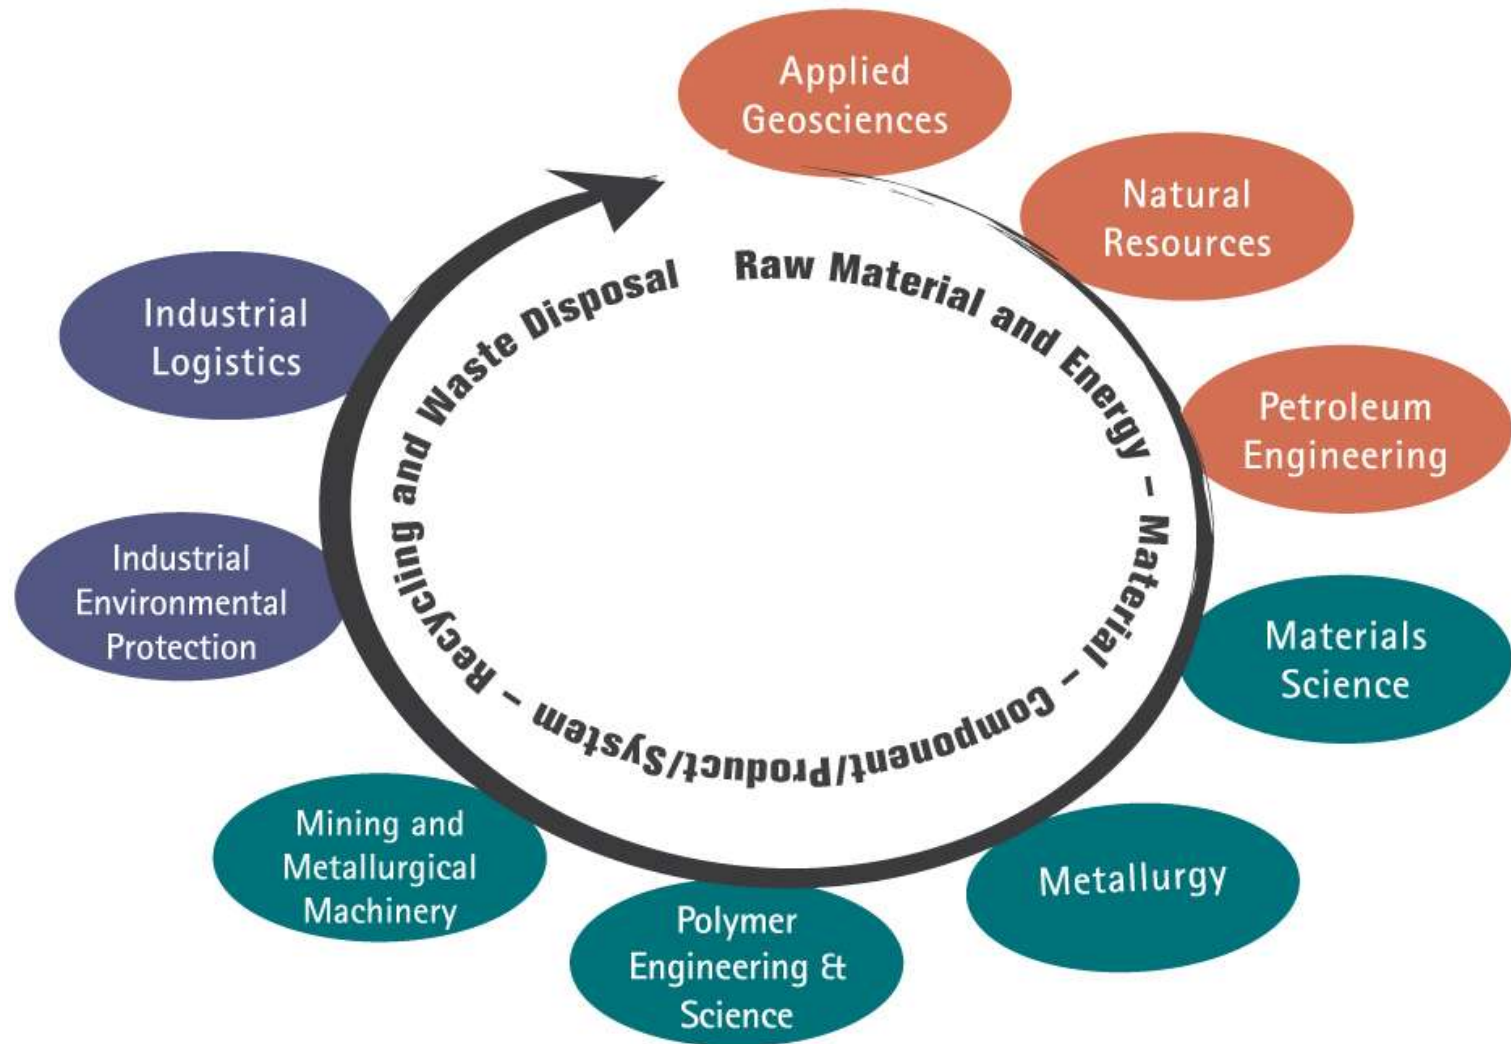 Applied
Geosciences
Natural
Resources
Petroleum
Engineering
Materials
Science
Metallurgy
Polymer
Engineering &
Science
Mining and
Metallurgical
Machinery
Industrial
Environmental
Protection
Industrial
Logistics
Raw Material and Energy – Material – Component/Product/System – Recycling and Waste Disposal